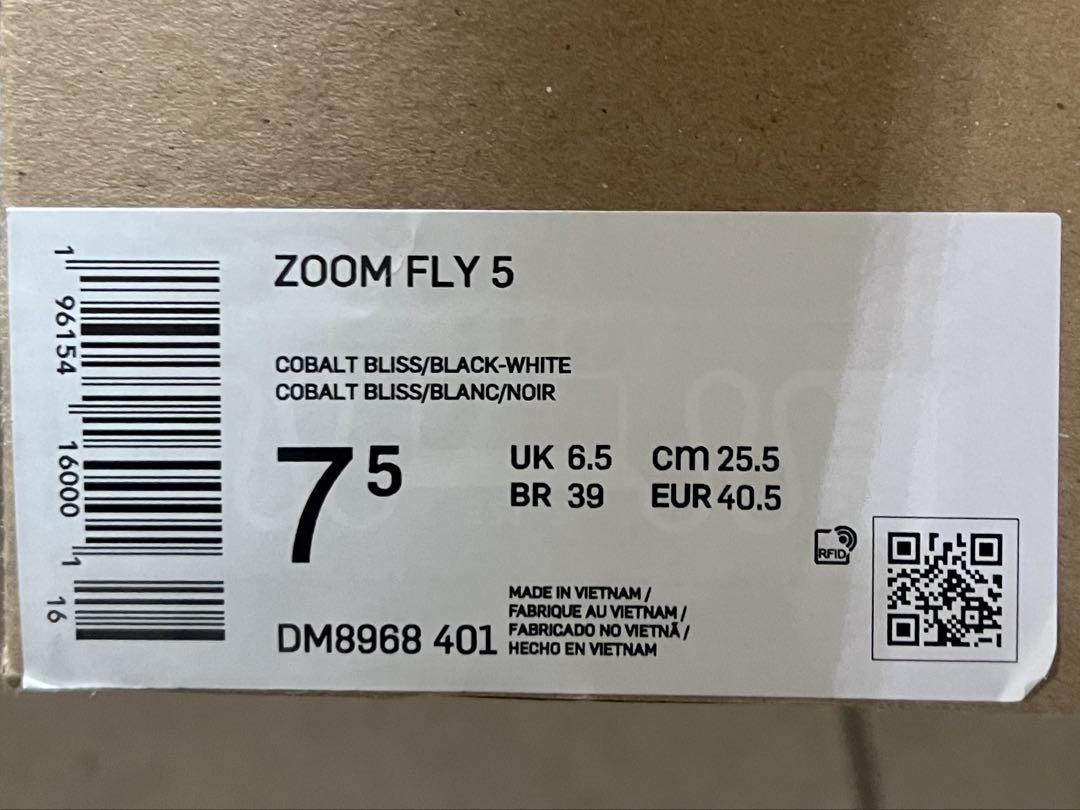 ZOOM FLY 5
COBALT BLISS/BLACK-WHITE
COBALT BLISS/BLANC/NOIR
7 5
UK 6.5 cm 25.5
BR 39 EUR 40.5
RFID
MADE IN VIETNAM /
FABRIQUE AU VIETNAM /
FABRICADO NO VIETNÃ /
HECHO EN VIETNAM
DM8968 401
1 96154 16000 1 16